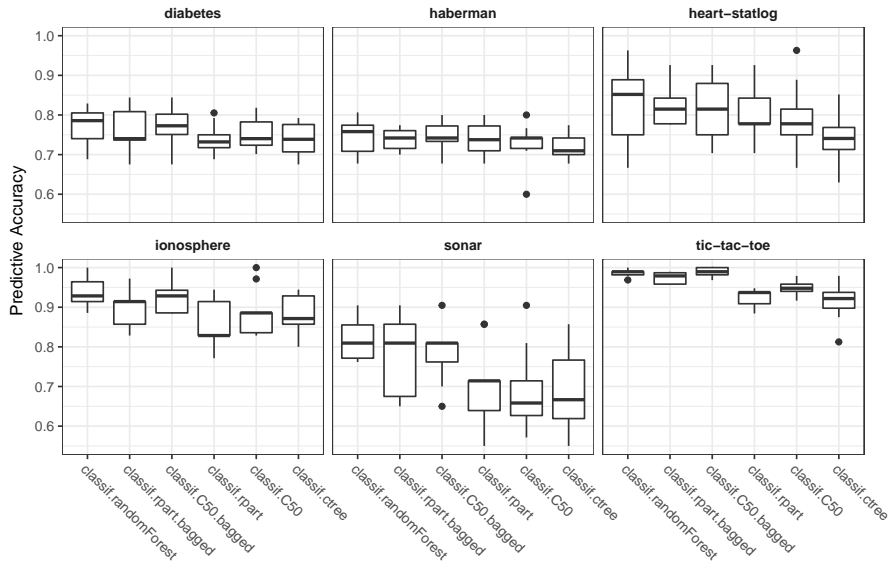 diabetes haberman heart−statlog
1.0
0.9
0.8
0.7
0.6
Predictive Accuracy
ionosphere sonar tic−tac−toe
1.0
0.9
0.8
0.7
0.6
classif.randomForest
classif.rpart.bagged
classif.C50.bagged
classif.rpart
classif.C50
classif.ctree
classif.randomForest
classif.rpart.bagged
classif.C50.bagged
classif.rpart
classif.C50
classif.ctree
classif.randomForest
classif.rpart.bagged
classif.C50.bagged
classif.rpart
classif.C50
classif.ctree